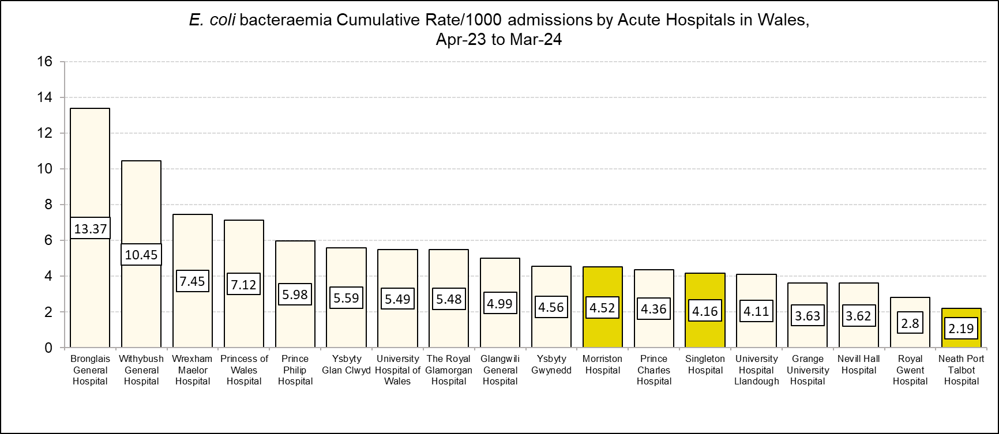 E. coli bacteraemia Cumulative Rate/1000 admissions by Acute Hospitals in Wales,
Apr-23 to Mar-24
16
14
12
10
8
6
4
2
0
13.37
10.45
7.45
7.12
5.98
5.59
5.49
5.48
4.99
4.56
4.52
4.36
4.16
4.11
3.63
3.62
2.8
2.19
Bronglais
General
Hospital
Withybush
General
Hospital
Wrexham
Maelor
Hospital
Princess of
Wales
Hospital
Prince
Philip
Hospital
Ysbyty
Glan Clwyd
University
Hospital of
Wales
The Royal
Glamorgan
Hospital
Glangwili
General
Hospital
Ysbyty
Gwynedd
Morriston
Hospital
Prince
Charles
Hospital
Singleton
Hospital
University
Hospital
Llandough
Grange
University
Hospital
Nevill Hall
Hospital
Royal
Gwent
Hospital
Neath Port
Talbot
Hospital